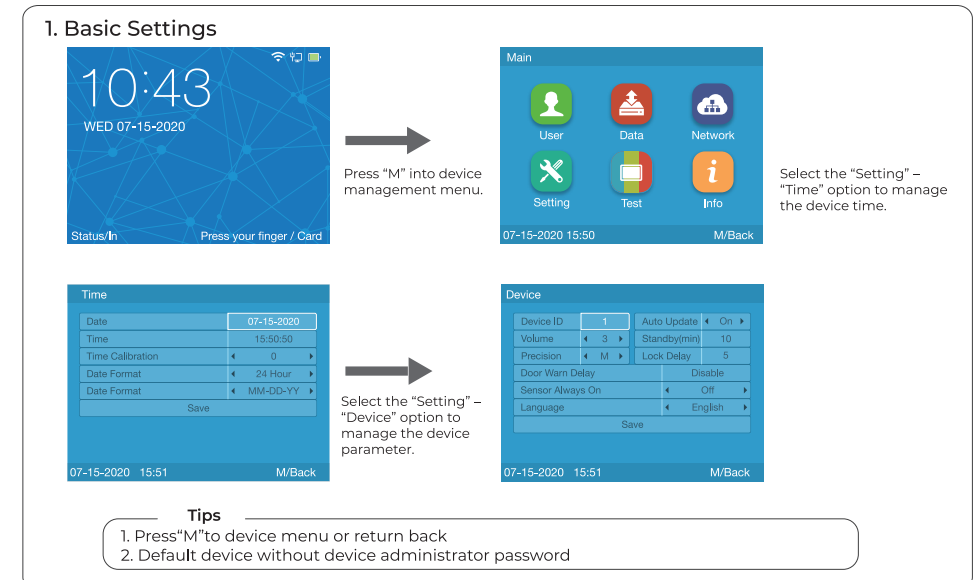 1. Basic Settings
10:43
WED 07-15-2020
Status/In Press your finger / Card
Press “M” into device
management menu.
Main
User Data Network
Setting Test Info
07-15-2020 15:50 M/Back
Select the “Setting” –
“Time” option to manage
the device time.
Time
Date 07-15-2020
Time 15:50:50
Time Calibration 0
Date Format 24 Hour
Date Format MM-DD-YY
Save
07-15-2020 15:51 M/Back
Select the “Setting” –
“Device” option to
manage the device
parameter.
Device
Device ID 1 Auto Update On
Volume 3 Standby(min) 10
Precision M Lock Delay 5
Door Warn Delay Disable
Sensor Always On Off
Language English
Save
07-15-2020 15:51 M/Back
Tips
1. Press“M”to device menu or return back
2. Default device without device administrator password